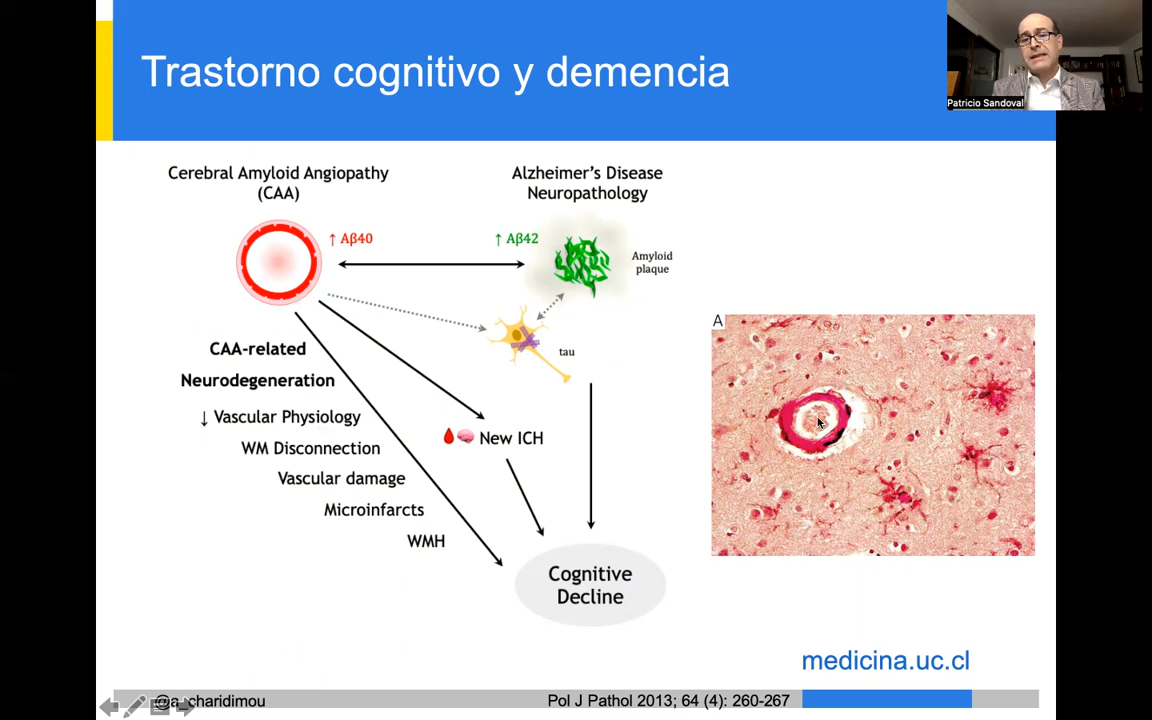 Trastorno cognitivo y demencia
Patricio Sandoval
Cerebral Amyloid Angiopathy
(CAA)
↑ Aβ40
Alzheimer's Disease
Neuropathology
↑ Aβ42
Amyloid
plaque
tau
CAA-related
Neurodegeneration
↓ Vascular Physiology
WM Disconnection
Vascular damage
Microinfarcts
WMH
New ICH
Cognitive
Decline
A
medicina.uc.cl
@a_charidimou
Pol J Pathol 2013; 64 (4): 260-267